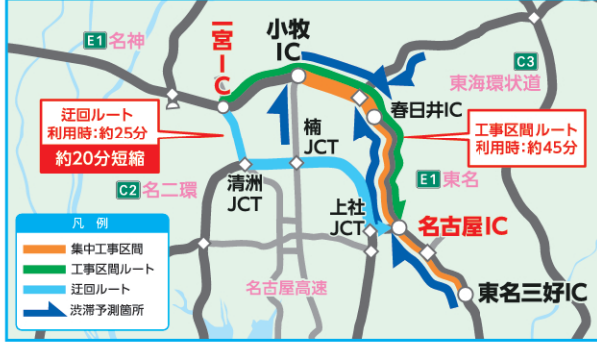 E1 名神
一宮IC
小牧
IC
C3
東海環状道
迂回ルート
利用時:約25分
約20分短縮
楠
JCT
春日井IC
工事区間ルート
利用時:約45分
C2 名二環
清洲
JCT
上社
JCT
E1 東名
名古屋IC
凡 例
集中工事区間
工事区間ルート
迂回ルート
渋滞予測箇所
名古屋高速
東名三好IC